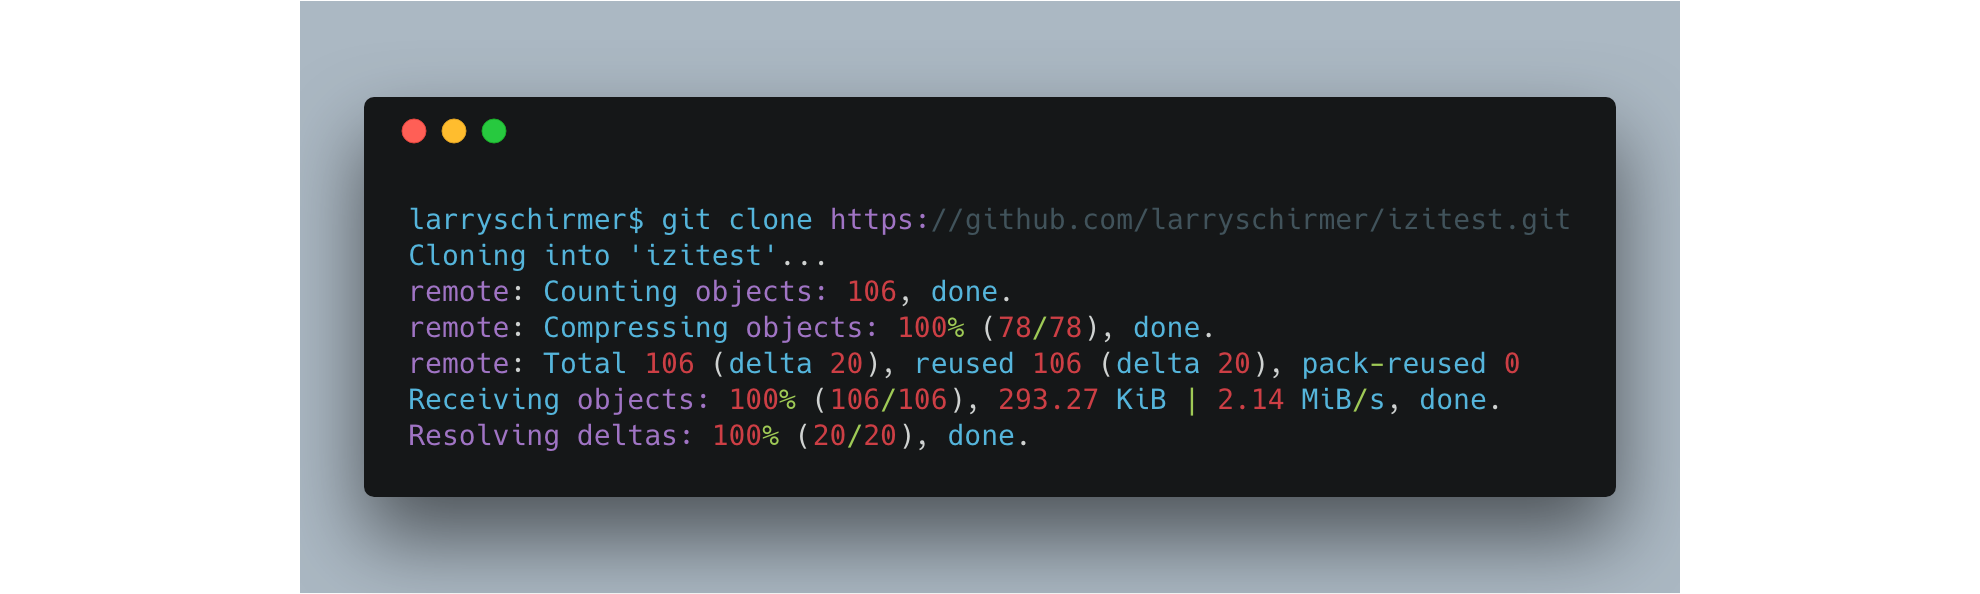 larryschirmer$ git clone https://github.com/larryschirmer/izitest.git
Cloning into 'izitest'...
remote: Counting objects: 106, done.
remote: Compressing objects: 100% (78/78), done.
remote: Total 106 (delta 20), reused 106 (delta 20), pack-reused 0
Receiving objects: 100% (106/106), 293.27 KiB | 2.14 MiB/s, done.
Resolving deltas: 100% (20/20), done.